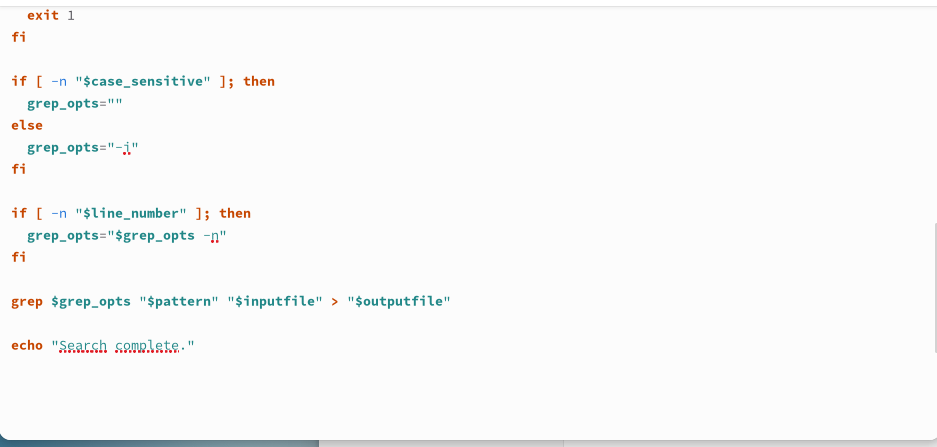 exit 1
fi
if [ -n "$case_sensitive" ]; then
grep_opts=""
else
grep_opts="-i"
fi
if [ -n "$line_number" ]; then
grep_opts="$grep_opts -n"
fi
grep $grep_opts "$pattern" "$inputfile" > "$outputfile"
echo "Search complete."